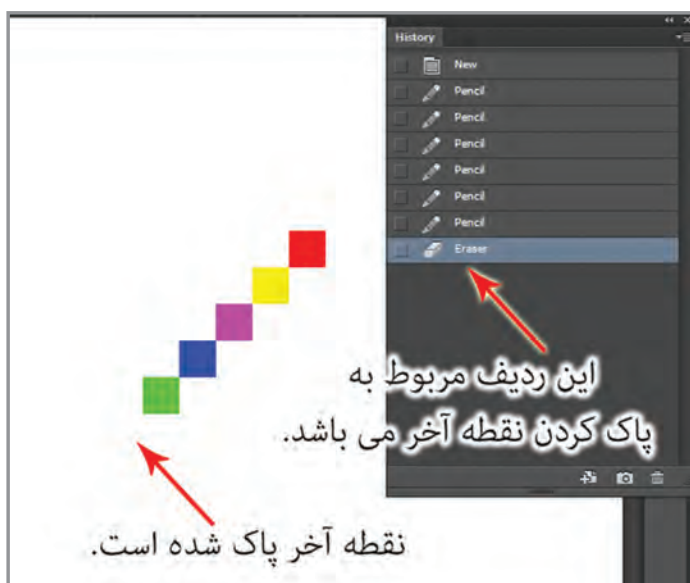 History
New
Pencil
Pencil
Pencil
Pencil
Pencil
Pencil
Eraser
این ردیف مربوط به
پاک کردن نقطه آخر می باشد.
نقطه آخر پاک شده است.